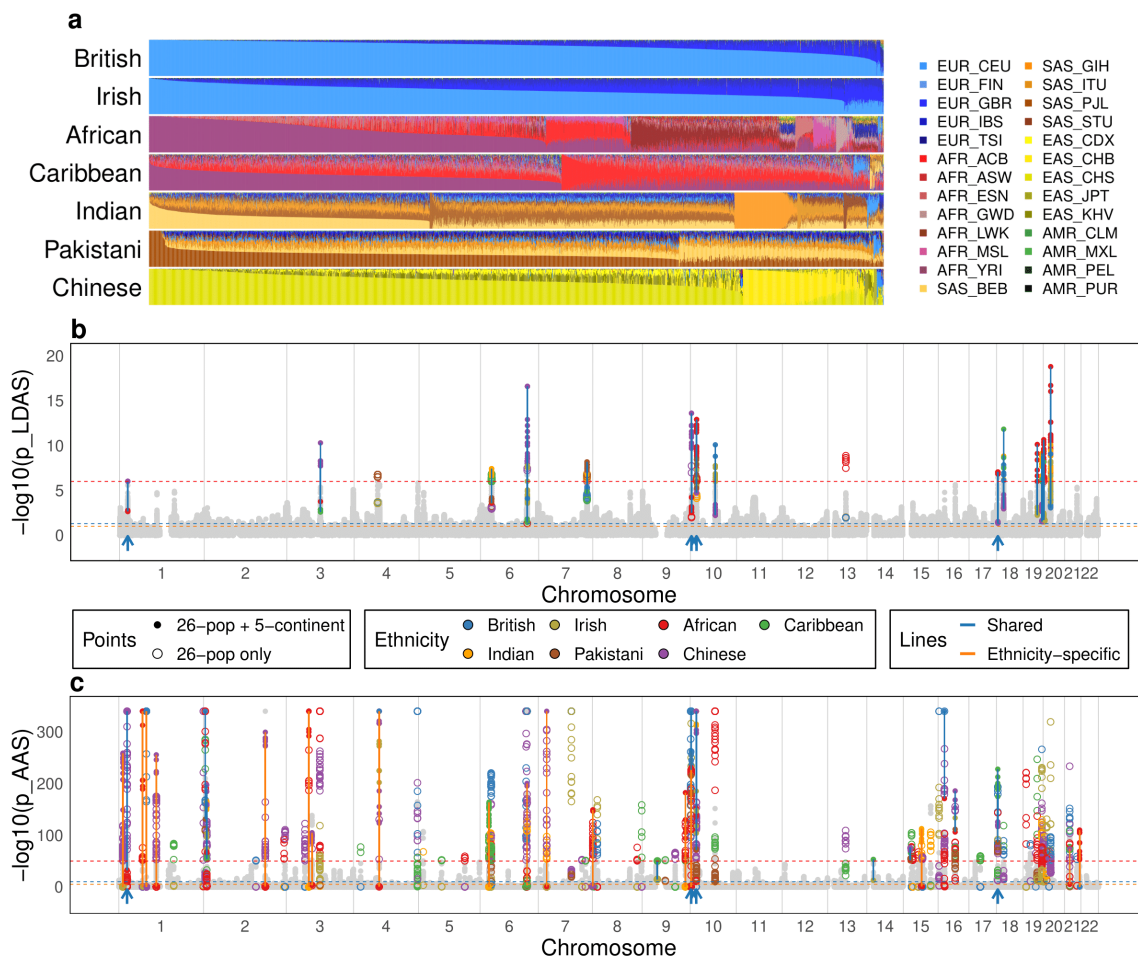 a
British
Irish
African
Caribbean
Indian
Pakistani
Chinese
EUR_CEU
EUR_FIN
EUR_GBR
EUR_IBS
EUR_TSI
AFR_ACB
AFR_ASW
AFR_ESN
AFR_GWD
AFR_LWK
AFR_MSL
AFR_YRI
SAS_BEB
SAS_GIH
SAS_ITU
SAS_PJL
SAS_STU
EAS_CDX
EAS_CHB
EAS_CHS
EAS_JPT
EAS_KHV
AMR_CLM
AMR_MXL
AMR_PEL
AMR_PUR
b
−log10(p_LDAS)
20
15
10
5
0
1 2 3 4 5 6 7 8 9 10 11 12 13 14 15 16 17 18 19 20 21 22
Chromosome
Points
26−pop + 5−continent
26−pop only
Ethnicity
British Irish African Caribbean
Indian Pakistani Chinese
Lines
Shared
Ethnicity−specific
c
−log10(p_AAS)
300
200
100
0
1 2 3 4 5 6 7 8 9 10 11 12 13 14 15 16 17 18 19 20 21 22
Chromosome